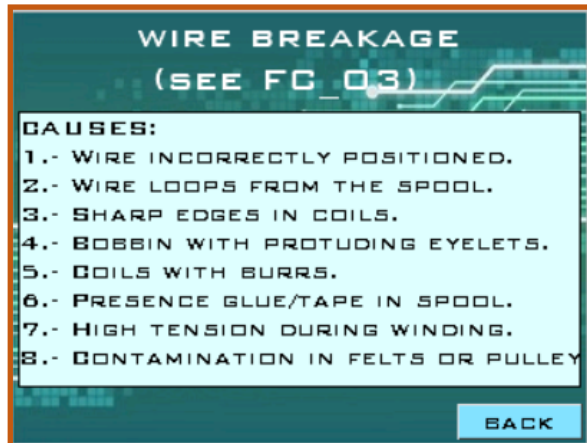 WIRE BREAKAGE
(SEE FC_03)
CAUSES:
1.- WIRE INCORRECTLY POSITIONED.
2.- WIRE LOOPS FROM THE SPOOL.
3.- SHARP EDGES IN COILS.
4.- BOBBIN WITH PROTUDING EYELETS.
5.- COILS WITH BURRS.
6.- PRESENCE GLUE/TAPE IN SPOOL.
7.- HIGH TENSION DURING WINDING.
8.- CONTAMINATION IN FELTS OR PULLEY
BACK